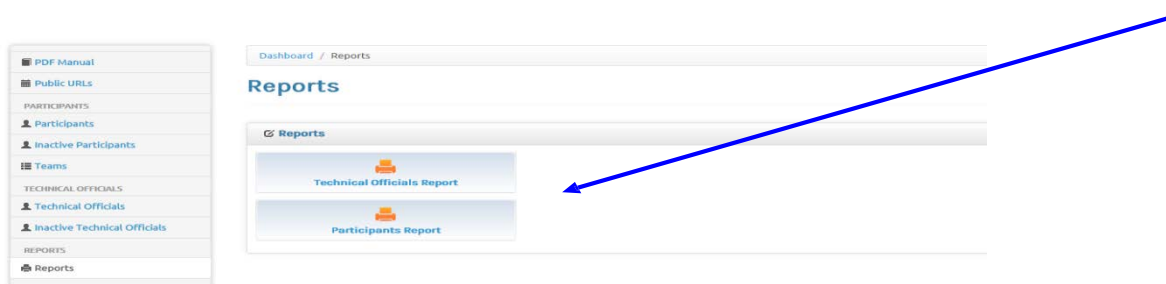 PDF Manual
Public URLs
PARTICIPANTS
Participants
Inactive Participants
Teams
TECHNICAL OFFICIALS
Technical Officials
Inactive Technical Officials
REPORTS
Reports
Dashboard / Reports
Reports
Reports
Technical Officials Report
Participants Report